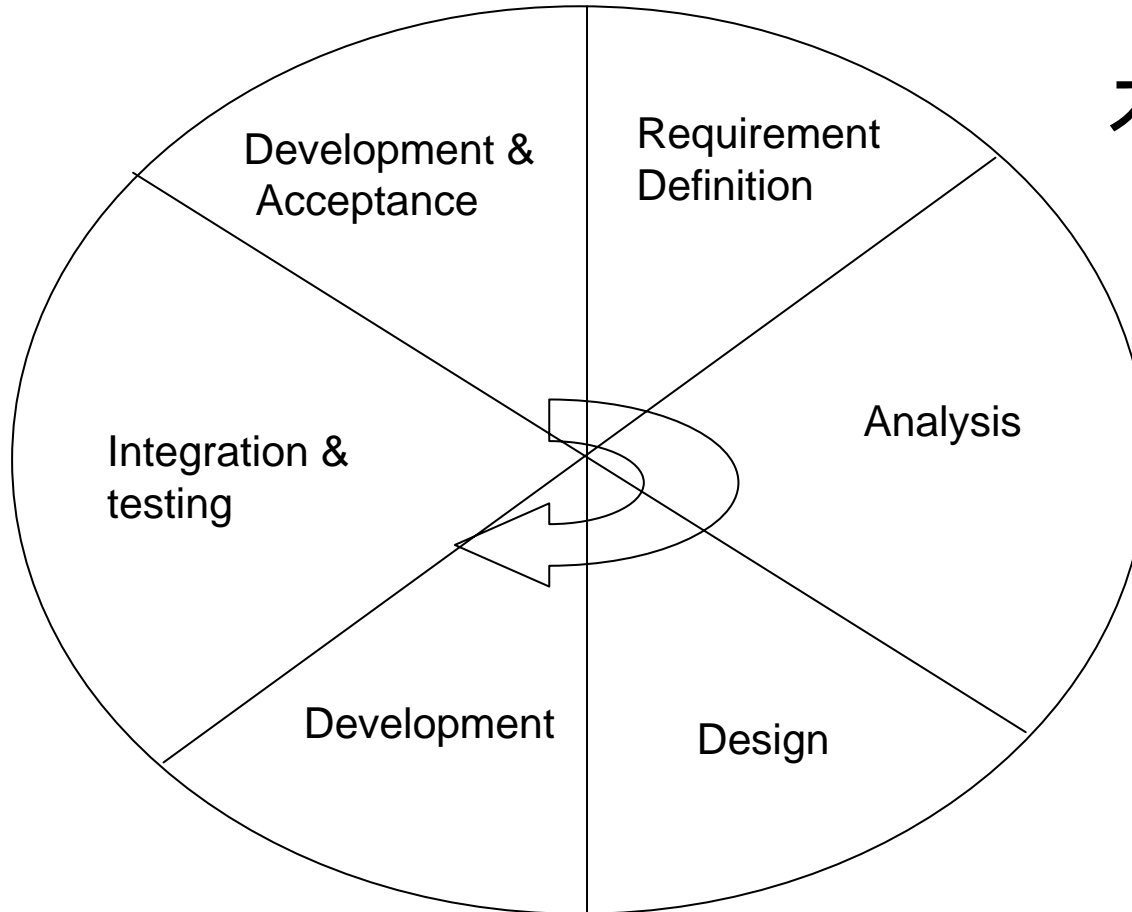 Requirement
Definition
Analysis
Design
Development
Integration &
testing
Development &
Acceptance